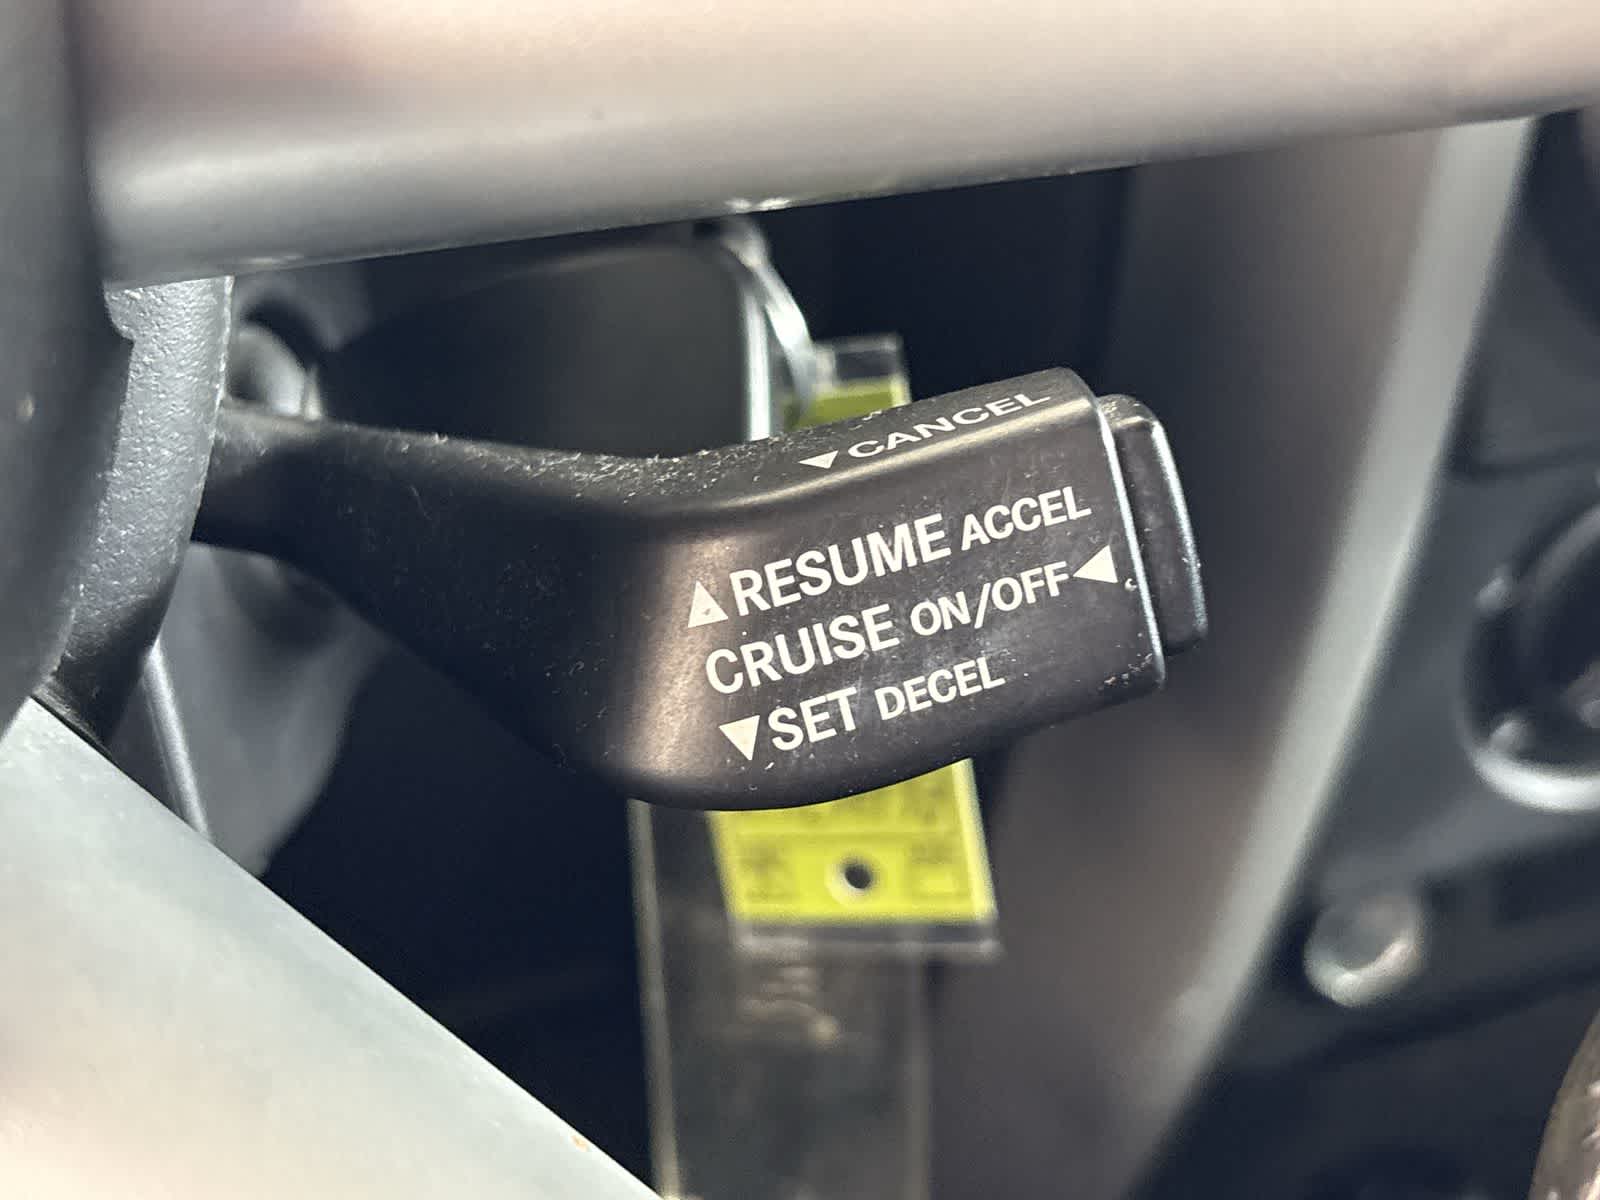 ▼CANCEL
▲RESUME ACCEL
CRUISE ON/OFF◀
▼SET DECEL